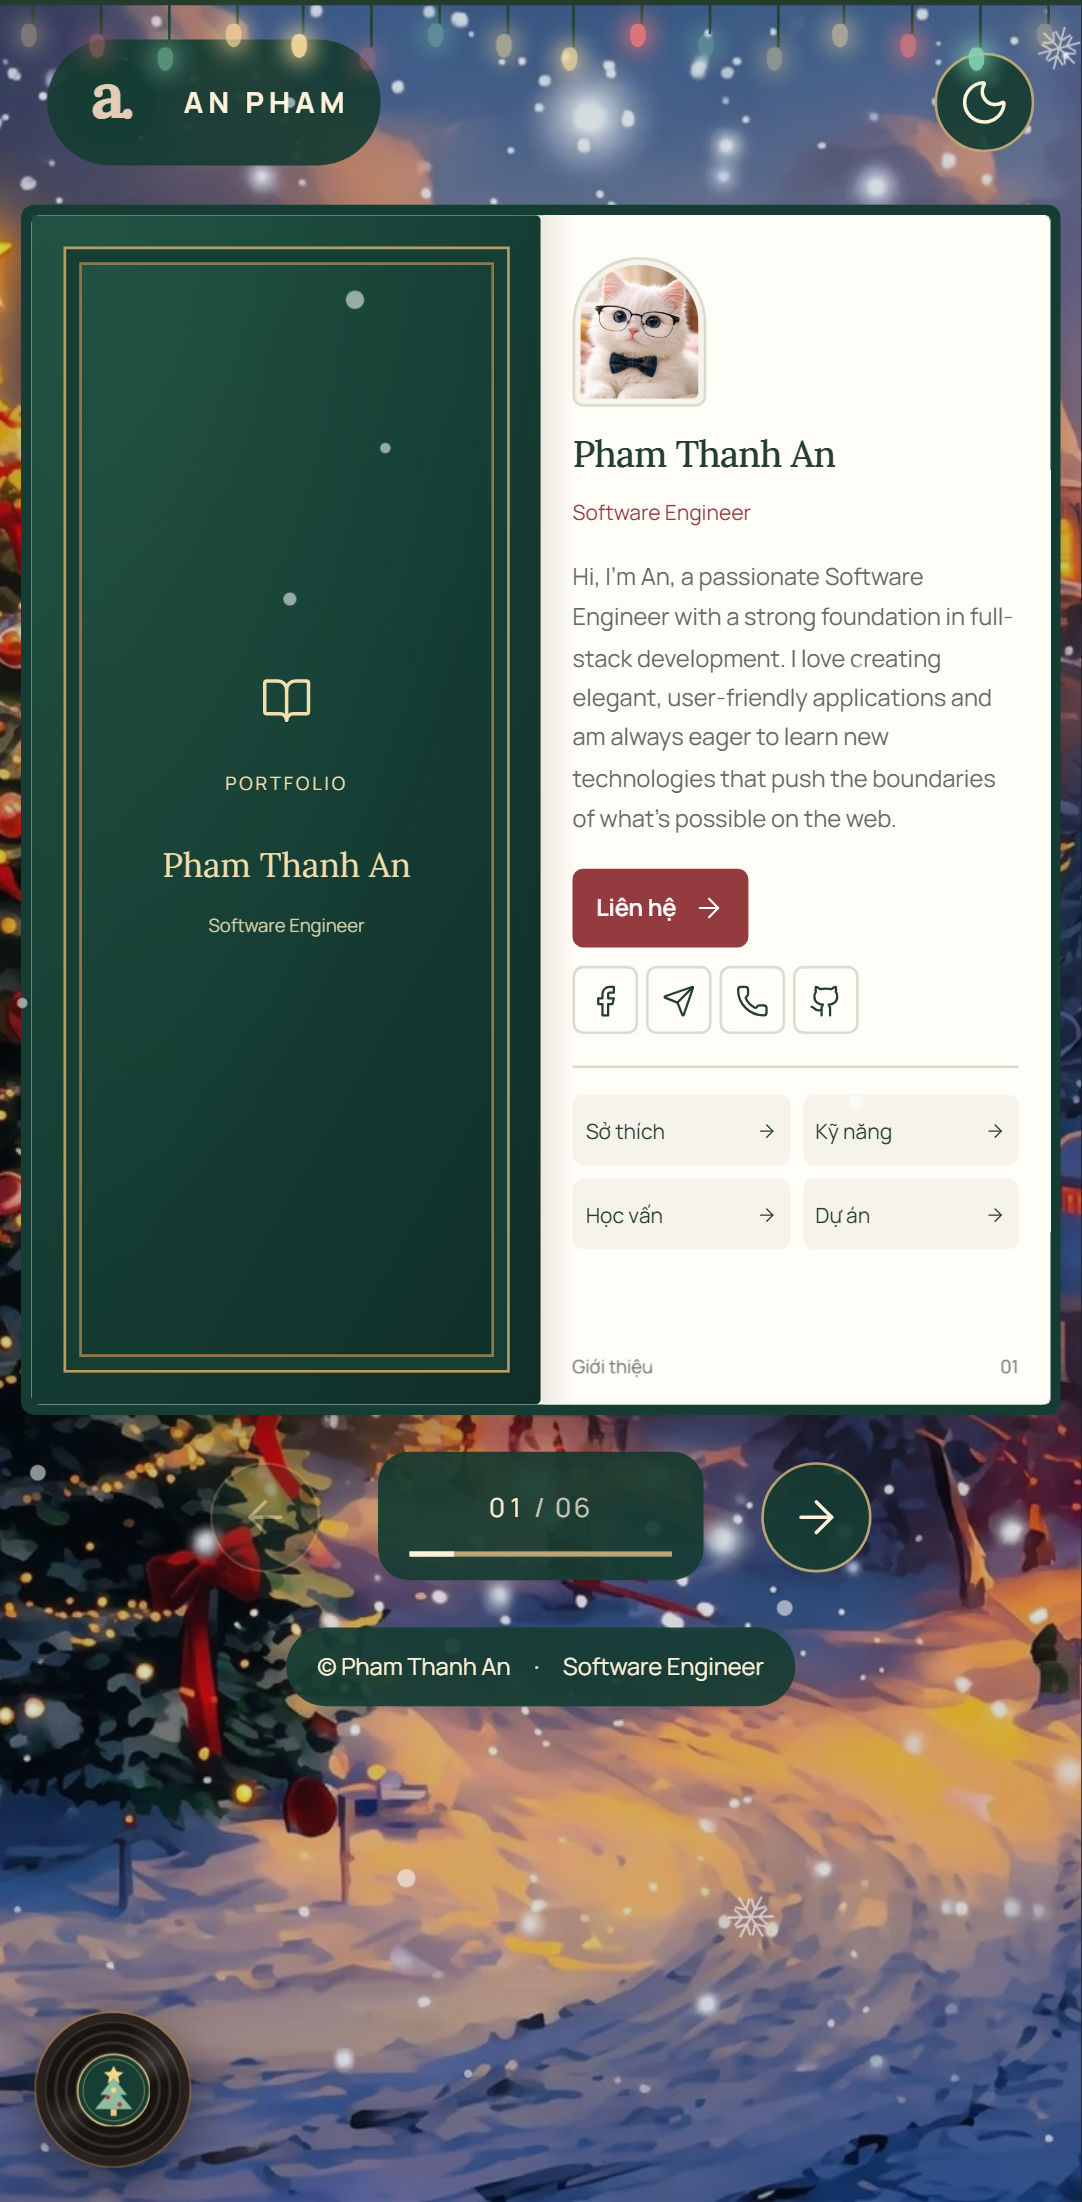 a. AN PHAM
PORTFOLIO
Pham Thanh An
Software Engineer
Pham Thanh An
Software Engineer
Hi, I'm An, a passionate Software
Engineer with a strong foundation in full-
stack development. I love creating
elegant, user-friendly applications and
am always eager to learn new
technologies that push the boundaries
of what's possible on the web.
Liên hệ
Sở thích
Kỹ năng
Học vấn
Dự án
Giới thiệu
01
01 / 06
© Pham Thanh An · Software Engineer